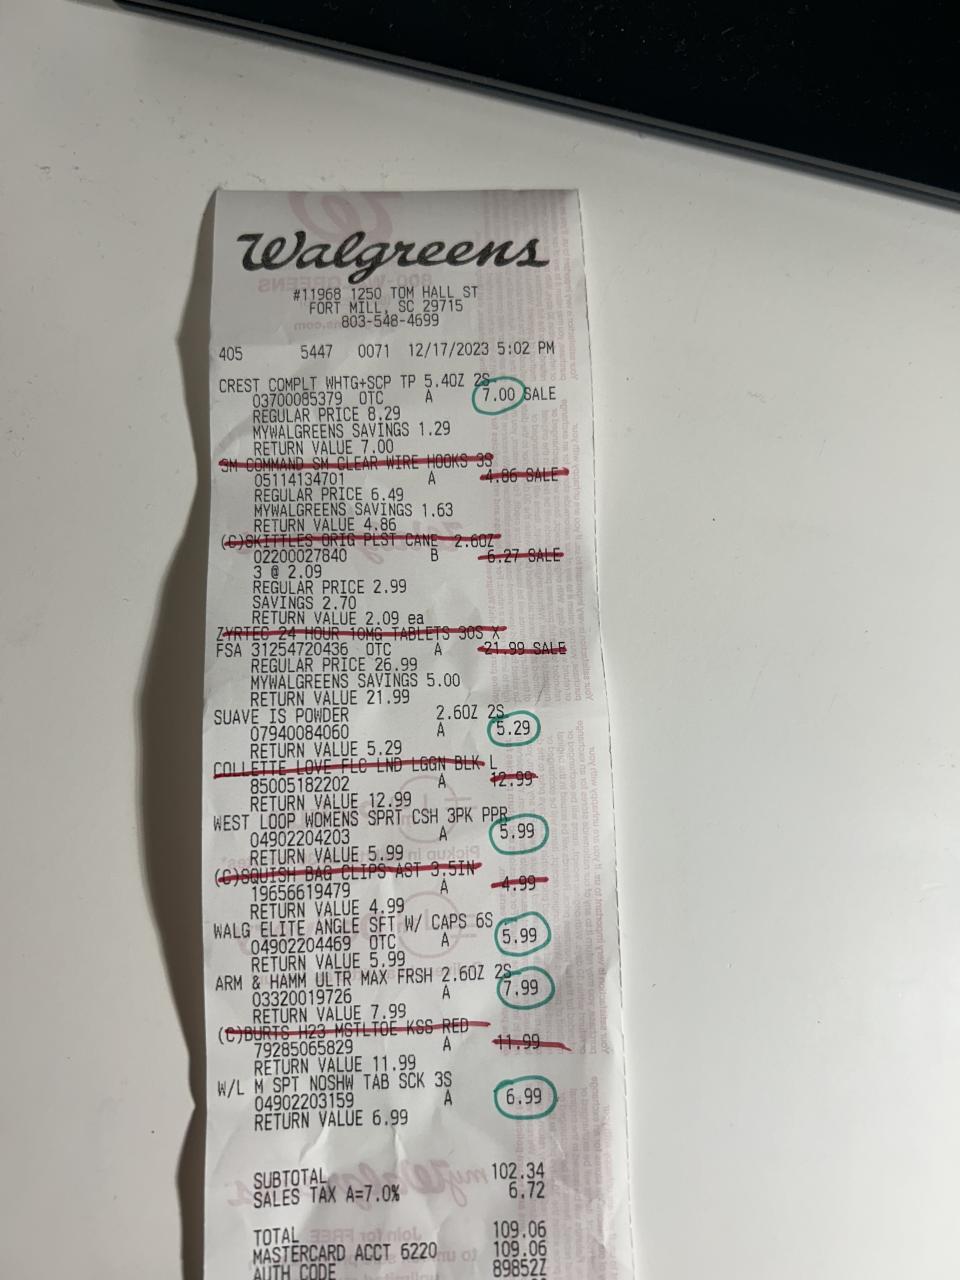 Walgreens
#11968 1250 TOM HALL ST
FORT MILL, SC 29715
803-548-4699
405 5447 0071 12/17/2023 5:02 PM
CREST COMPLT WHTG+SCP TP 5.4OZ 2S
03700085379 OTC A 7.00 SALE
REGULAR PRICE 8.29
MYWALGREENS SAVINGS 1.29
RETURN VALUE 7.00
3M COMMAND SM CLEAR WIRE HOOKS 3S
05114134701 A 4.86 SALE
REGULAR PRICE 6.49
MYWALGREENS SAVINGS 1.63
RETURN VALUE 4.86
(C)SKITTLES ORIG PLST CANE 2.6OZ
02200027840 B 6.27 SALE
3 @ 2.09
REGULAR PRICE 2.99
SAVINGS 2.70
RETURN VALUE 2.09 ea
ZYRTEC 24 HOUR 10MG TABLETS 30S X
FSA 31254720436 OTC A 21.99 SALE
REGULAR PRICE 26.99
MYWALGREENS SAVINGS 5.00
RETURN VALUE 21.99
SUAVE IS POWDER 2.6OZ 2S
07940084060 A 5.29
RETURN VALUE 5.29
COLLETTE LOVE FLC LND LGGN BLK L
85005182202 A 12.99
RETURN VALUE 12.99
WEST LOOP WOMENS SPRT CSH 3PK PPR
04902204203 A 5.99
RETURN VALUE 5.99
(C)SQUISH BAG CLIPS AST 3.5IN
19656619479 A 4.99
RETURN VALUE 4.99
WALG ELITE ANGLE SFT W/ CAPS 6S
04902204469 OTC A 5.99
RETURN VALUE 5.99
ARM & HAMM ULTR MAX FRSH 2.6OZ 2S
03320019726 A 7.99
RETURN VALUE 7.99
(C)BURTS H23 MSTLTOE KSS RED
79285065829 A 11.99
RETURN VALUE 11.99
W/L M SPT NOSHW TAB SCK 3S
04902203159 A 6.99
RETURN VALUE 6.99
SUBTOTAL 102.34
SALES TAX A=7.0% 6.72
TOTAL 109.06
MASTERCARD ACCT 6220 109.06
AUTH CODE 89852Z